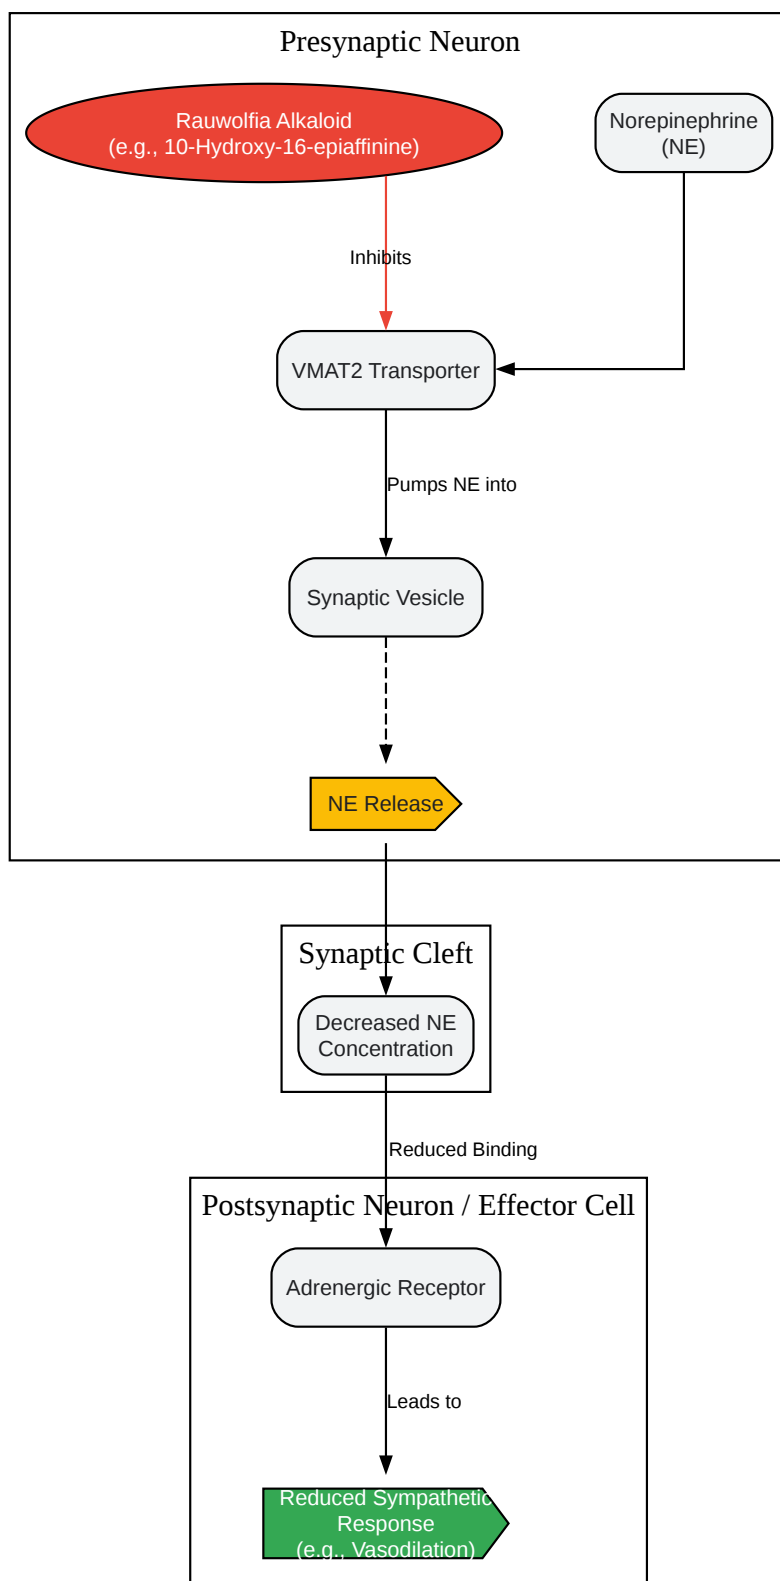 Presynaptic Neuron
Rauwolfia Alkaloid
(e.g., 10-Hydroxy-16-epiaffinine)
Norepinephrine
(NE)
Inhibits
VMAT2 Transporter
Pumps NE into
Synaptic Vesicle
NE Release
Synaptic Cleft
Decreased NE
Concentration
Reduced Binding
Postsynaptic Neuron / Effector Cell
Adrenergic Receptor
Leads to
Reduced Sympathetic
Response
(e.g., Vasodilation)